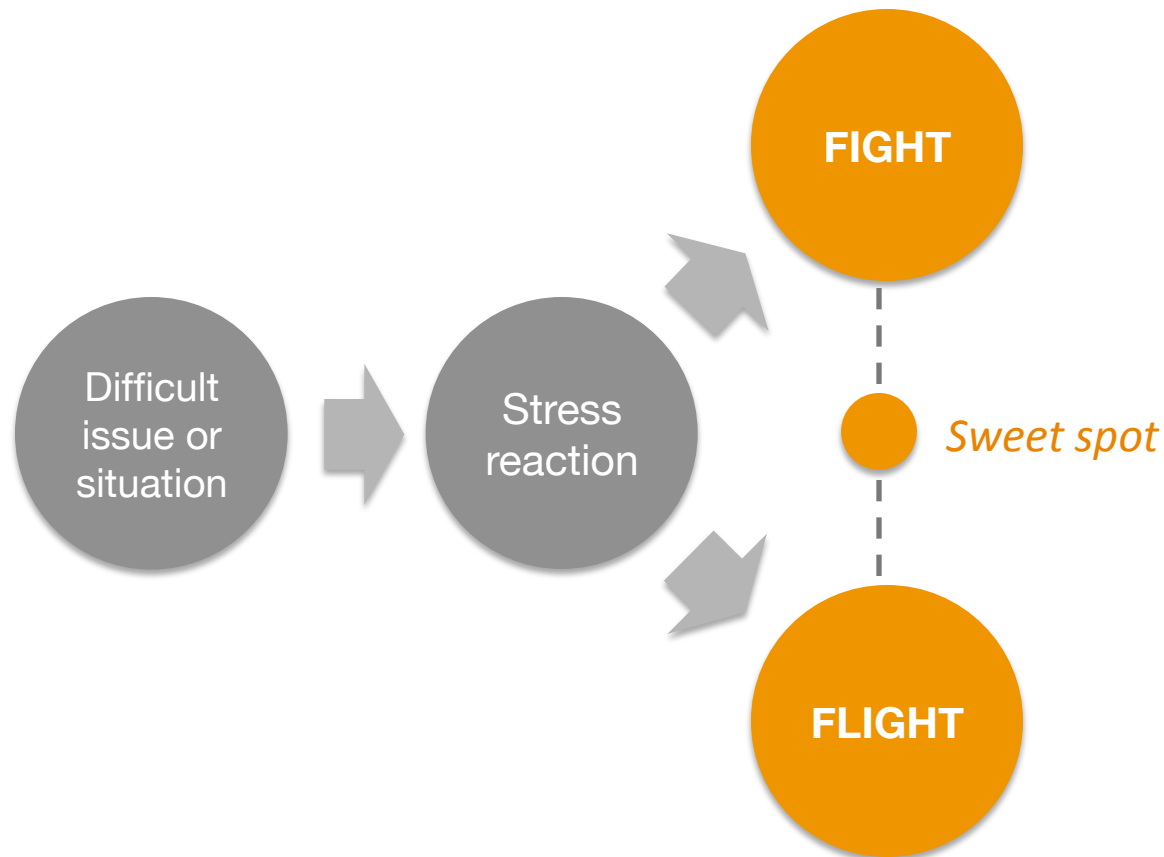 FIGHT
Difficult
issue or
situation
Stress
reaction
Sweet spot
FLIGHT